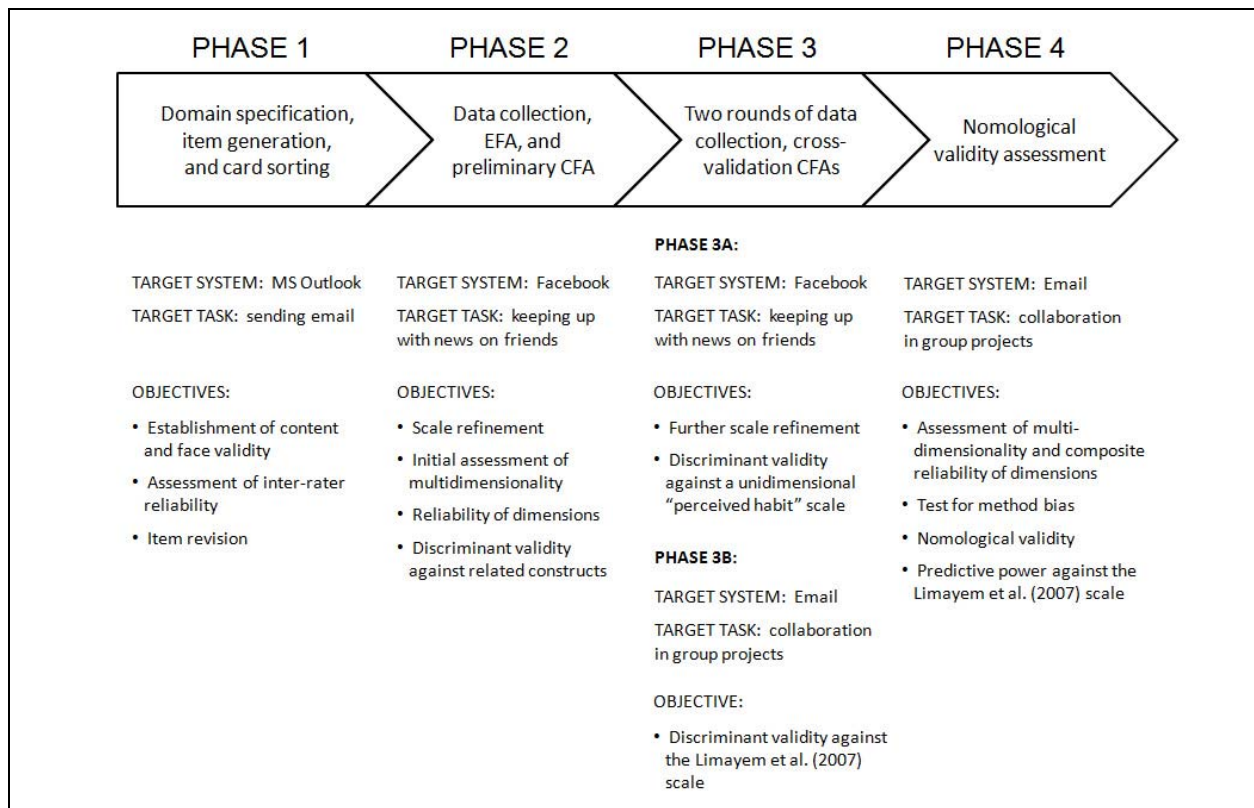 PHASE 1
PHASE 2
PHASE 3
PHASE 4
Domain specification,
item generation,
and card sorting
Data collection,
EFA, and
preliminary CFA
Two rounds of data
collection, cross-
validation CFAs
Nomological
validity assessment
TARGET SYSTEM: MS Outlook
TARGET TASK: sending email
OBJECTIVES:
• Establishment of content
and face validity
• Assessment of inter-rater
reliability
• Item revision
TARGET SYSTEM: Facebook
TARGET TASK: keeping up
with news on friends
OBJECTIVES:
• Scale refinement
• Initial assessment of
multidimensionality
• Reliability of dimensions
• Discriminant validity
against related constructs
PHASE 3A:
TARGET SYSTEM: Facebook
TARGET TASK: keeping up
with news on friends
OBJECTIVES:
• Further scale refinement
• Discriminant validity
against a unidimensional
“perceived habit” scale
PHASE 3B:
TARGET SYSTEM: Email
TARGET TASK: collaboration
in group projects
OBJECTIVE:
• Discriminant validity against
the Limayem et al. (2007)
scale
TARGET SYSTEM: Email
TARGET TASK: collaboration
in group projects
OBJECTIVES:
• Assessment of multi-
dimensionality and composite
reliability of dimensions
• Test for method bias
• Nomological validity
• Predictive power against the
Limayem et al. (2007) scale